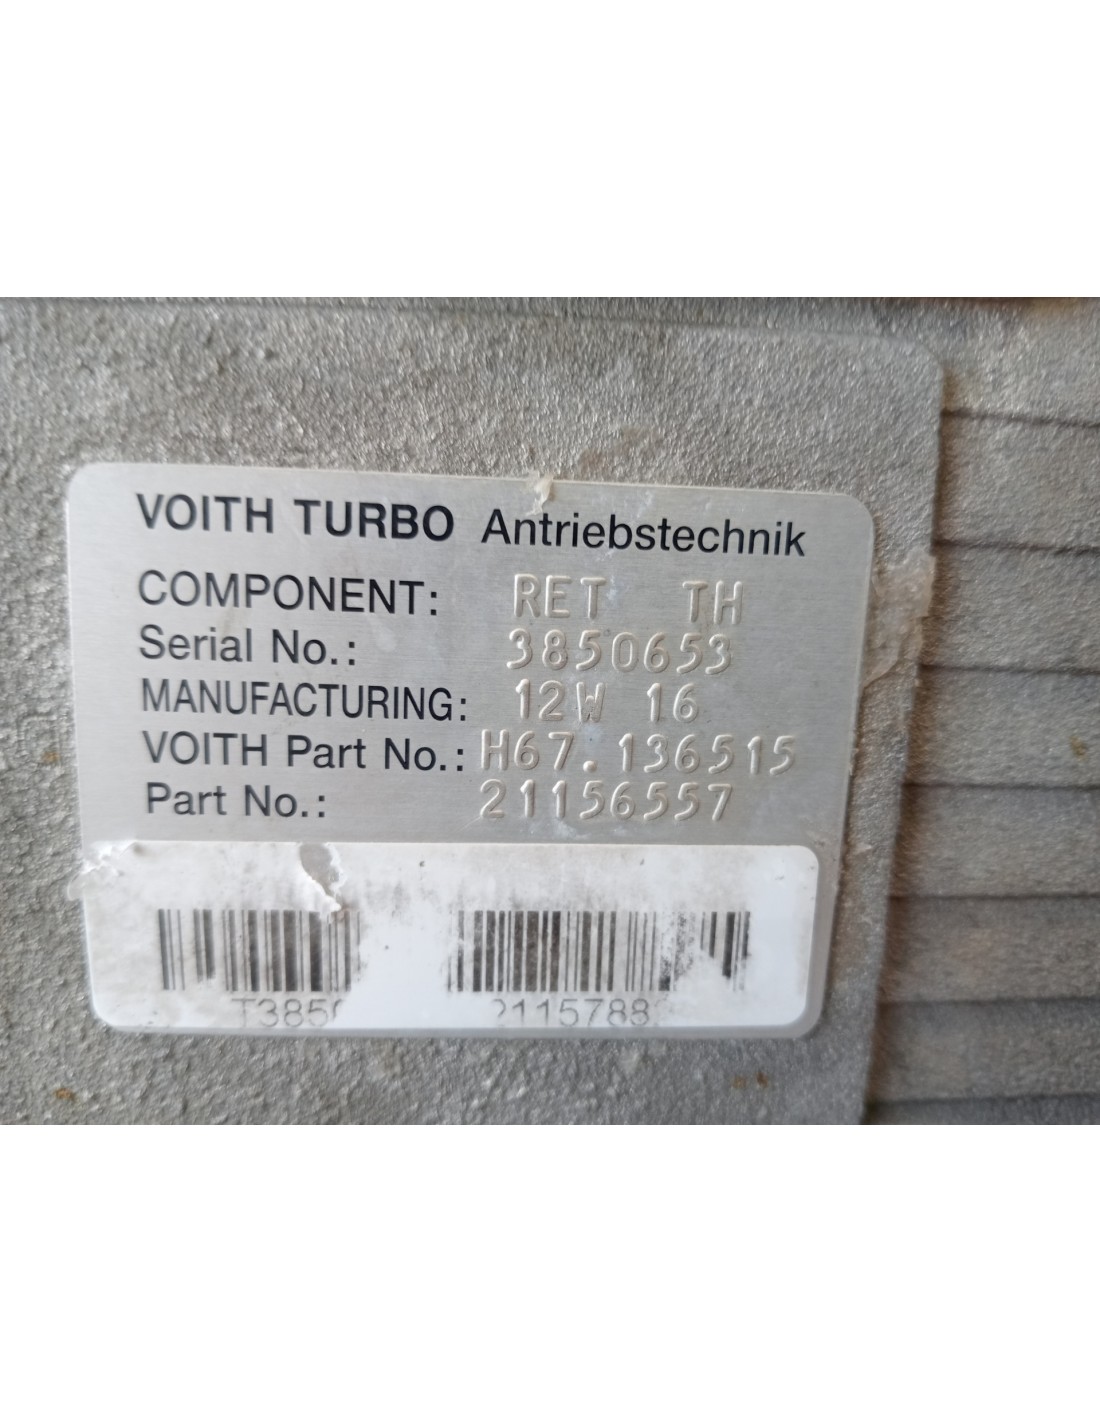 VOITH TURBO Antriebstechnik
COMPONENT: RET TH
Serial No.: 3850653
MANUFACTURING: 12W 16
VOITH Part No.: H67.136515
Part No.: 21156557